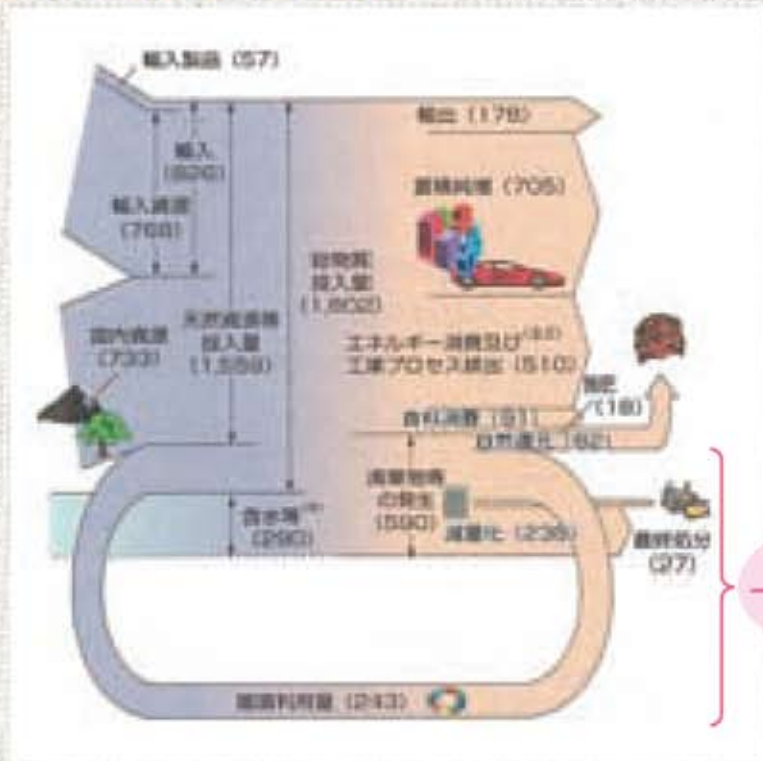 輸入製品 (57)
輸入
(820)
輸入資源
(763)
天然資源等
投入量
(1,559)
総物質
投入量
(1,802)
国内資源
(733)
含水等
(290)
輸出 (178)
蓄積純増 (705)
エネルギー消費及び
工業プロセス排出 (510)
施肥
(18)
食料消費 (91)
自然還元 (82)
廃棄物等
の発生
(590)
減量化 (238)
最終処分
(27)
循環利用量 (243)